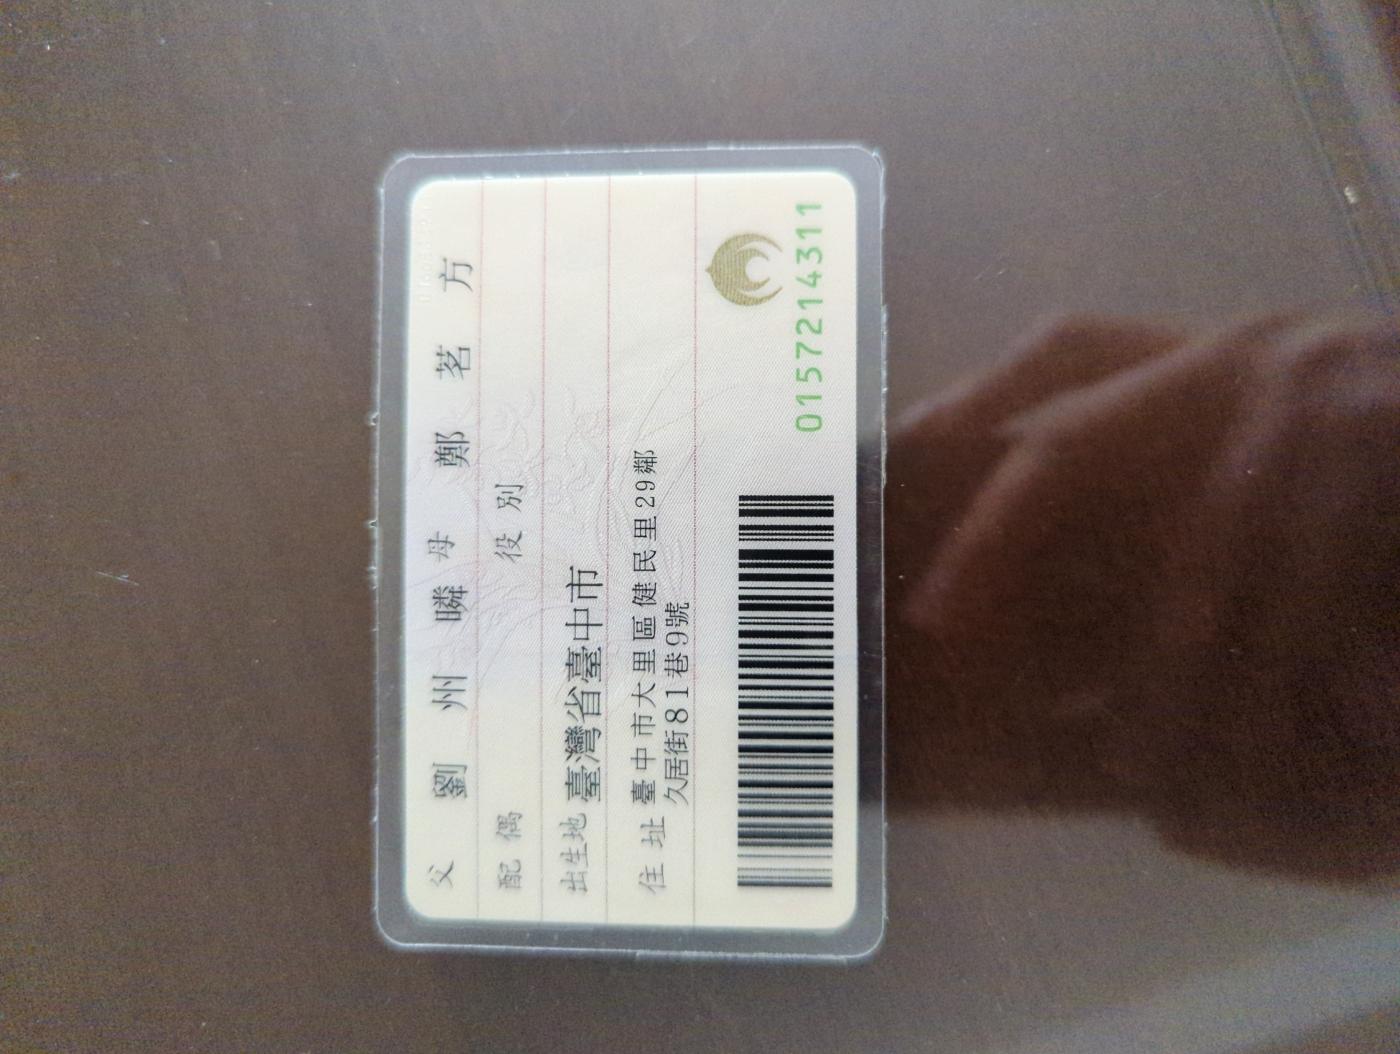 父 劉州瞵 母 鄭茗方
配偶 役別
出生地 臺灣省臺中市
住址 臺中市大里區健民里29鄰
久居街81巷9號
0157214311